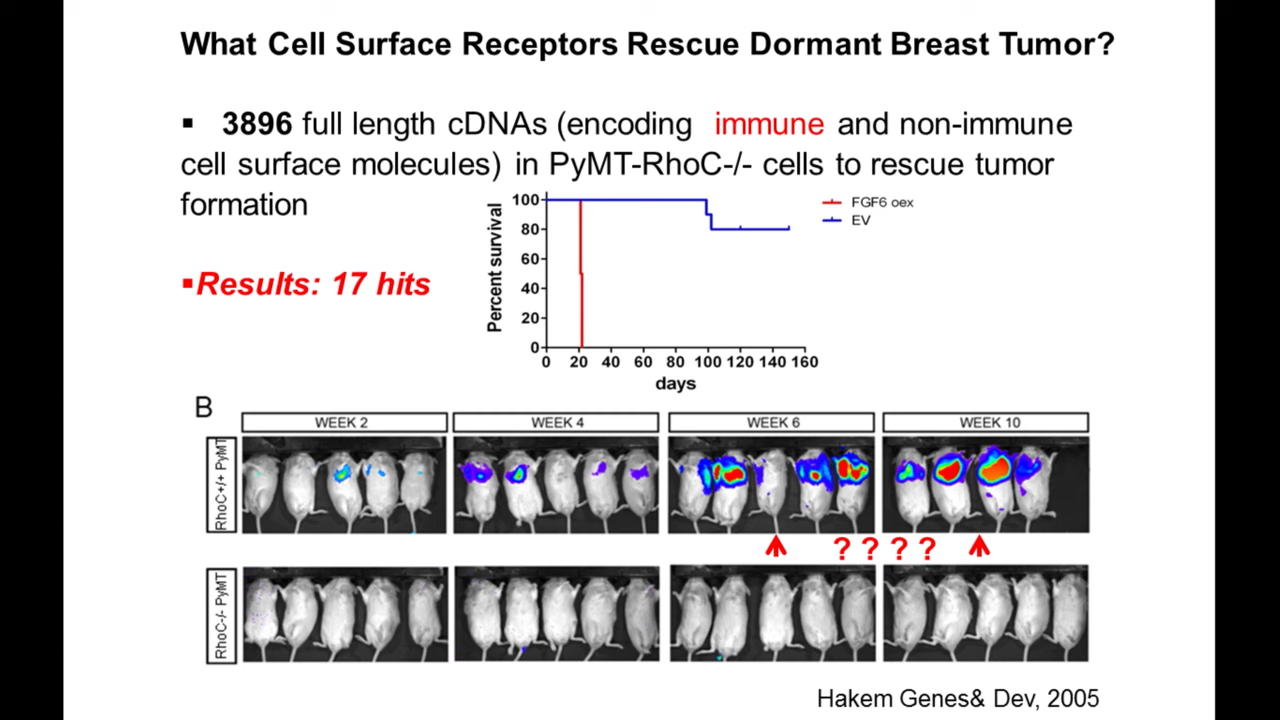 What Cell Surface Receptors Rescue Dormant Breast Tumor?
▪ 3896 full length cDNAs (encoding immune and non-immune
cell surface molecules) in PyMT-RhoC-/- cells to rescue tumor
formation
▪Results: 17 hits
Percent survival
100
80
60
40
20
0
0 20 40 60 80 100 120 140 160
days
FGF6 oex
EV
B
WEEK 2 WEEK 4 WEEK 6 WEEK 10
RhoC+/+ PyMT
? ? ? ?
RhoC-/- PyMT
Hakem Genes& Dev, 2005